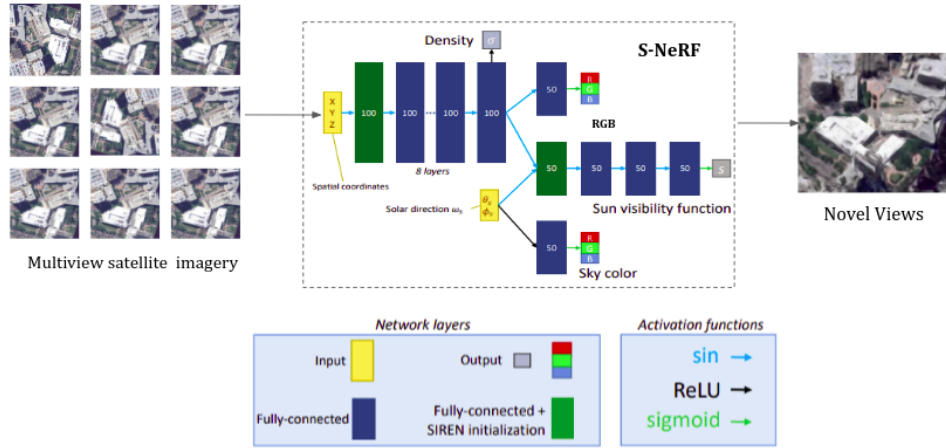 S-NeRF
Density
σ
X
Y
Z
100
100
100
100
100
8 layers
Spatial coordinates
50
R
G
B
RGB
50
50
50
50
S
Sun visibility function
Solar direction ωs
θs
ϕs
50
R
G
B
Sky color
Multiview satellite imagery
Novel Views
Network layers
Input
Output
Fully-connected
Fully-connected +
SIREN initialization
Activation functions
sin
ReLU
sigmoid